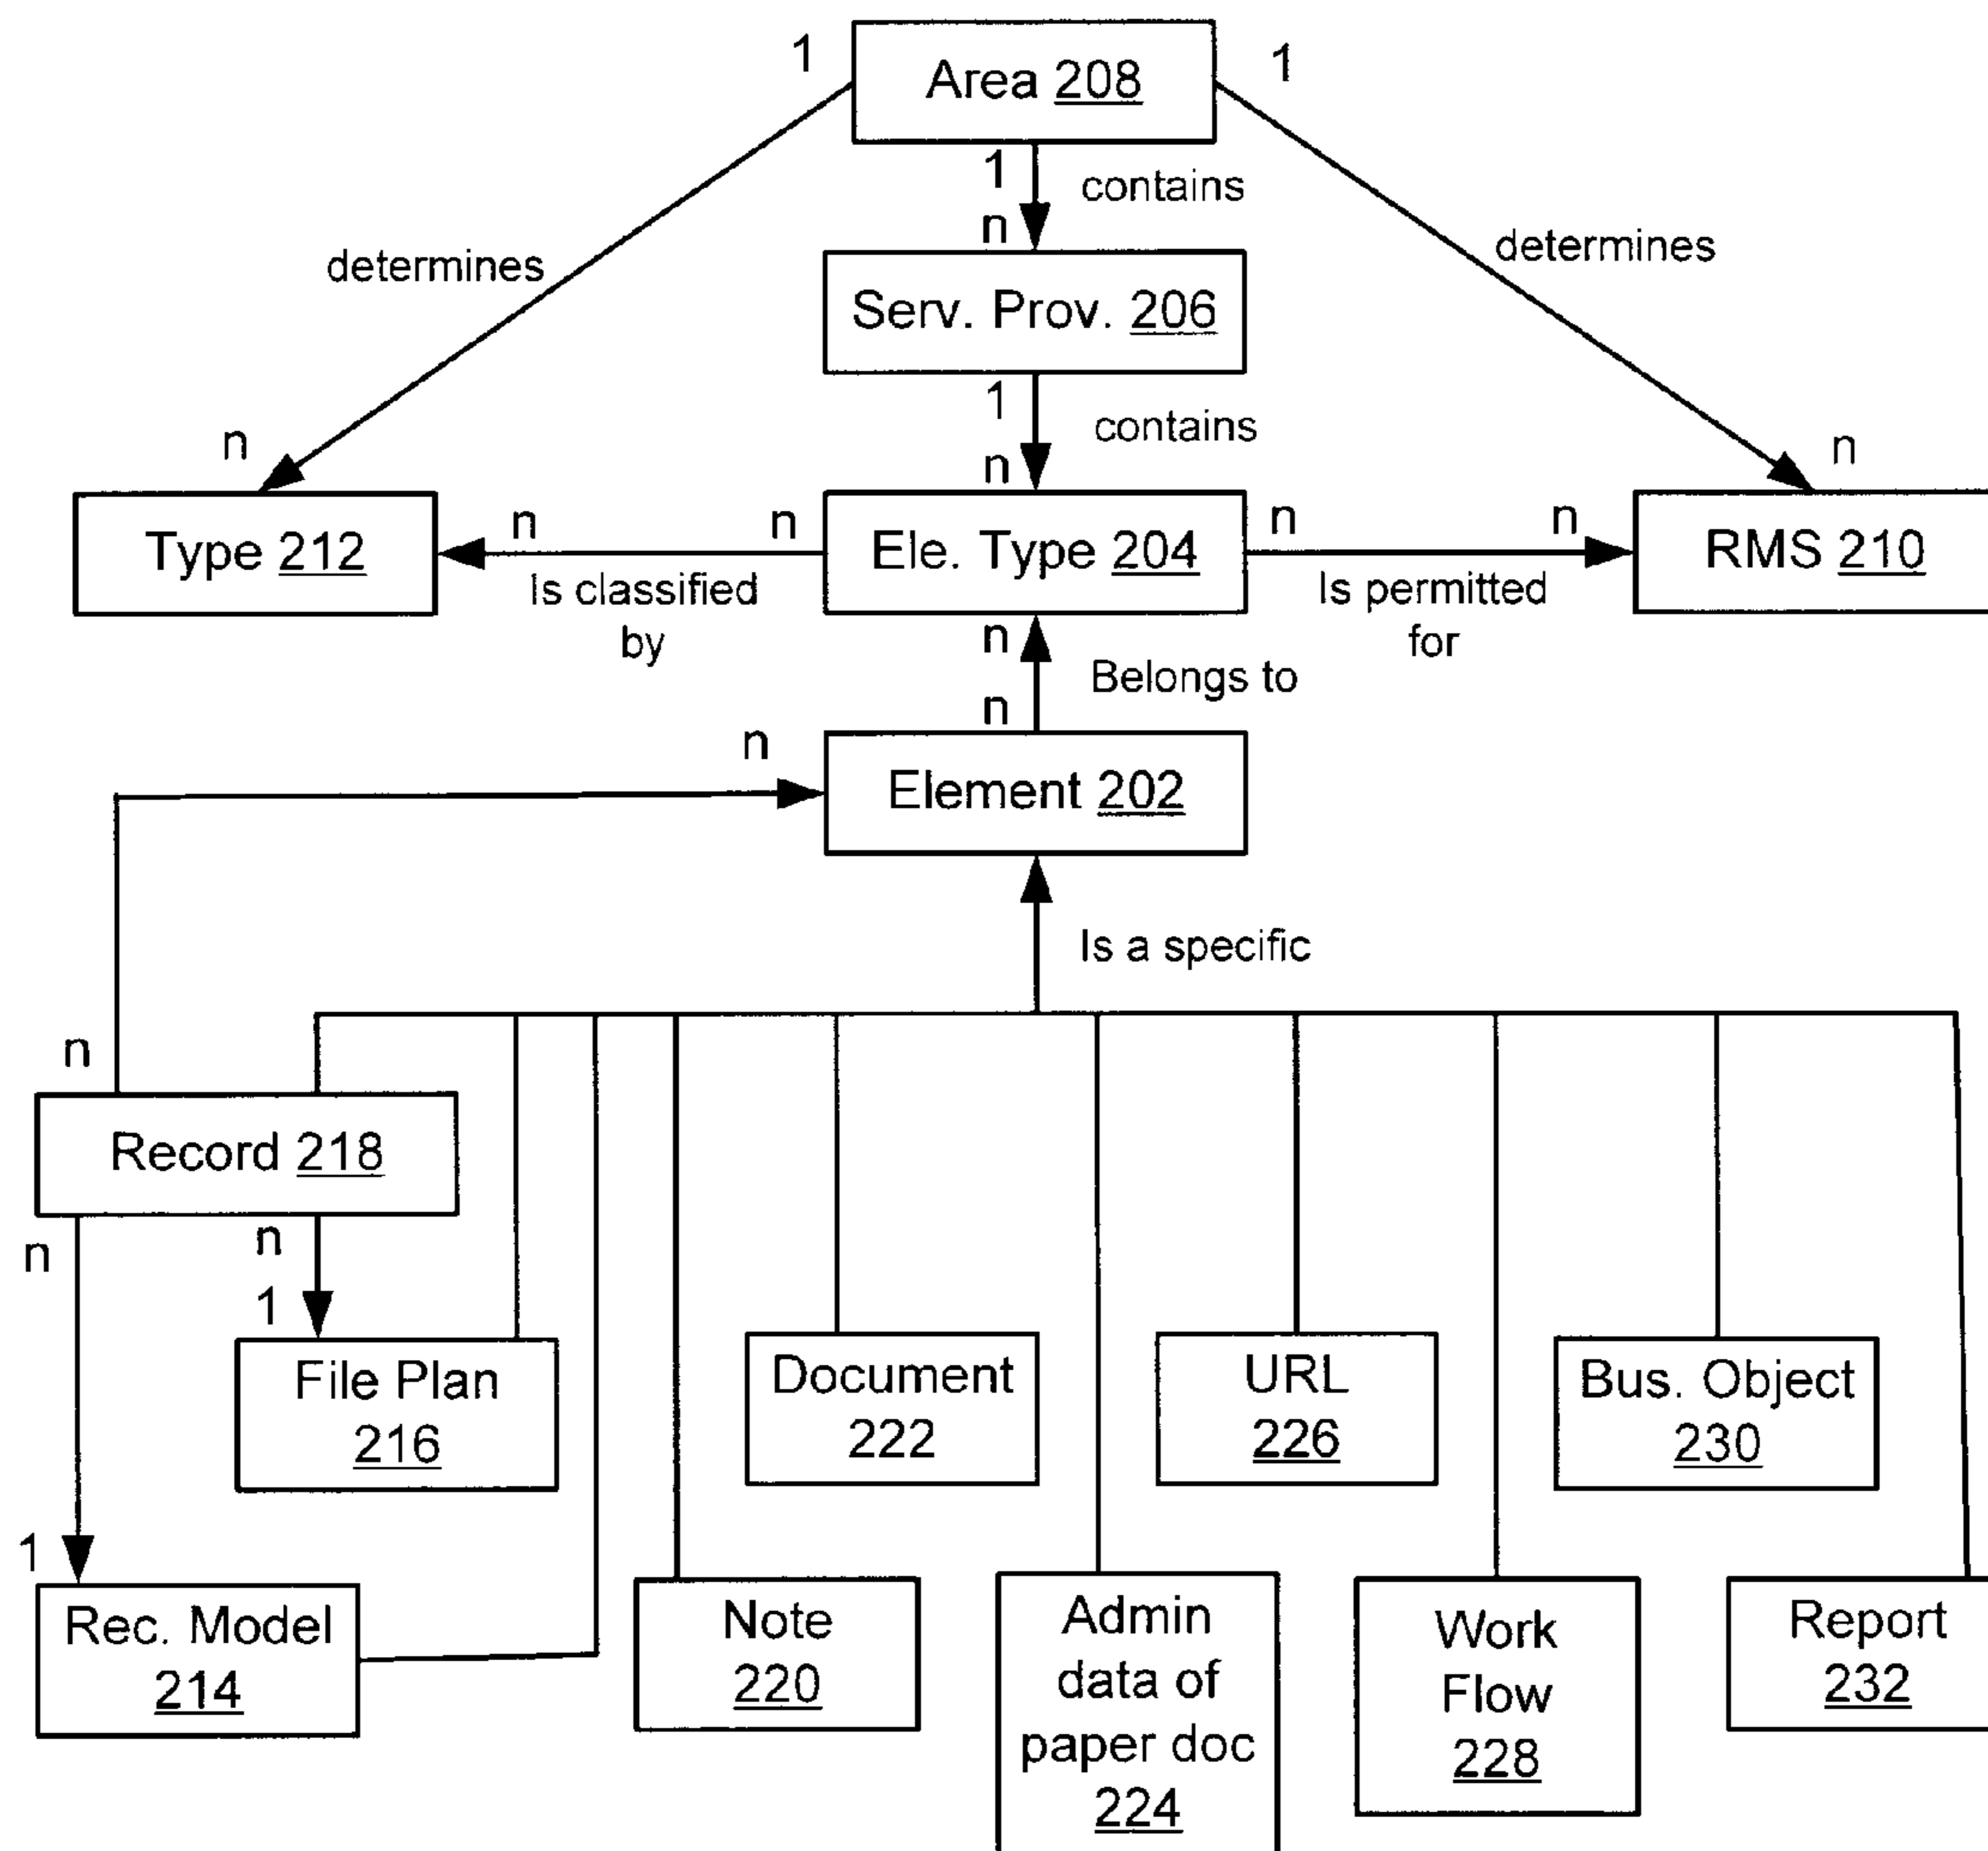 1
Area 208
1
1
contains
n
determines
determines
Serv. Prov. 206
1
contains
n
n
n
Type 212
n
n
Ele. Type 204
n
n
RMS 210
Is classified
by
Is permitted
for
n
Belongs to
n
n
Element 202
Is a specific
n
Record 218
n
n
1
File Plan
216
Document
222
URL
226
Bus. Object
230
1
Rec. Model
214
Note
220
Admin
data of
paper doc
224
Work
Flow
228
Report
232